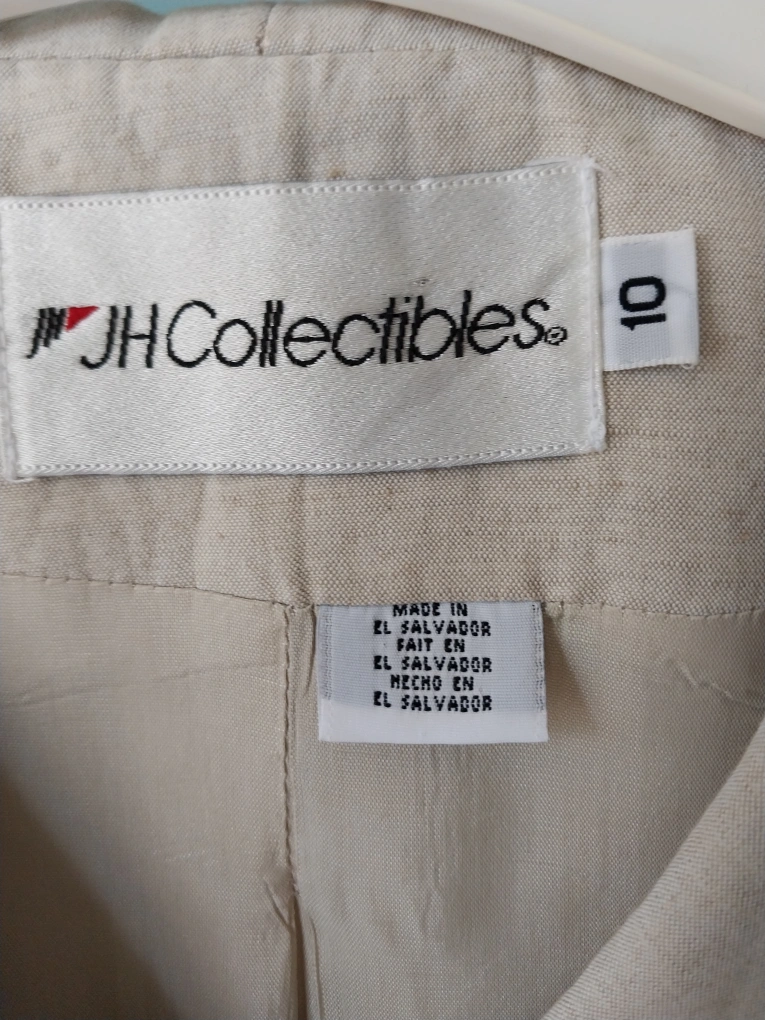 JH Collectibles®
10
MADE IN
EL SALVADOR
FAIT EN
EL SALVADOR
HECHO EN
EL SALVADOR